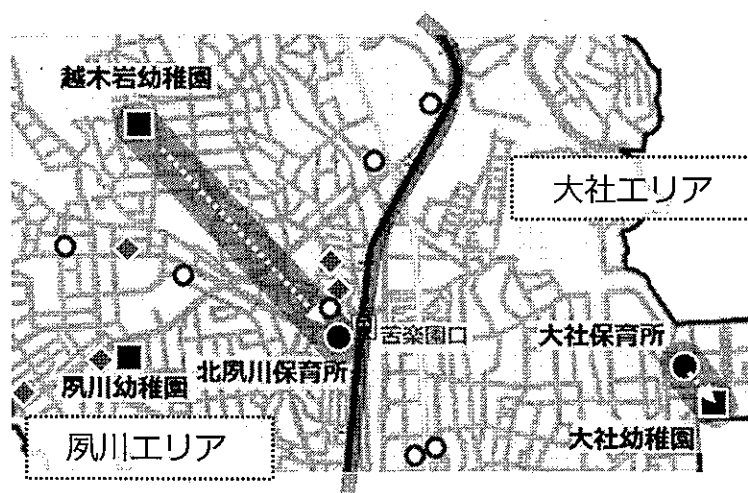 越木岩幼稚園
大社エリア
苦楽園口
大社保育所
北夙川保育所
夙川幼稚園
大社幼稚園
夙川エリア